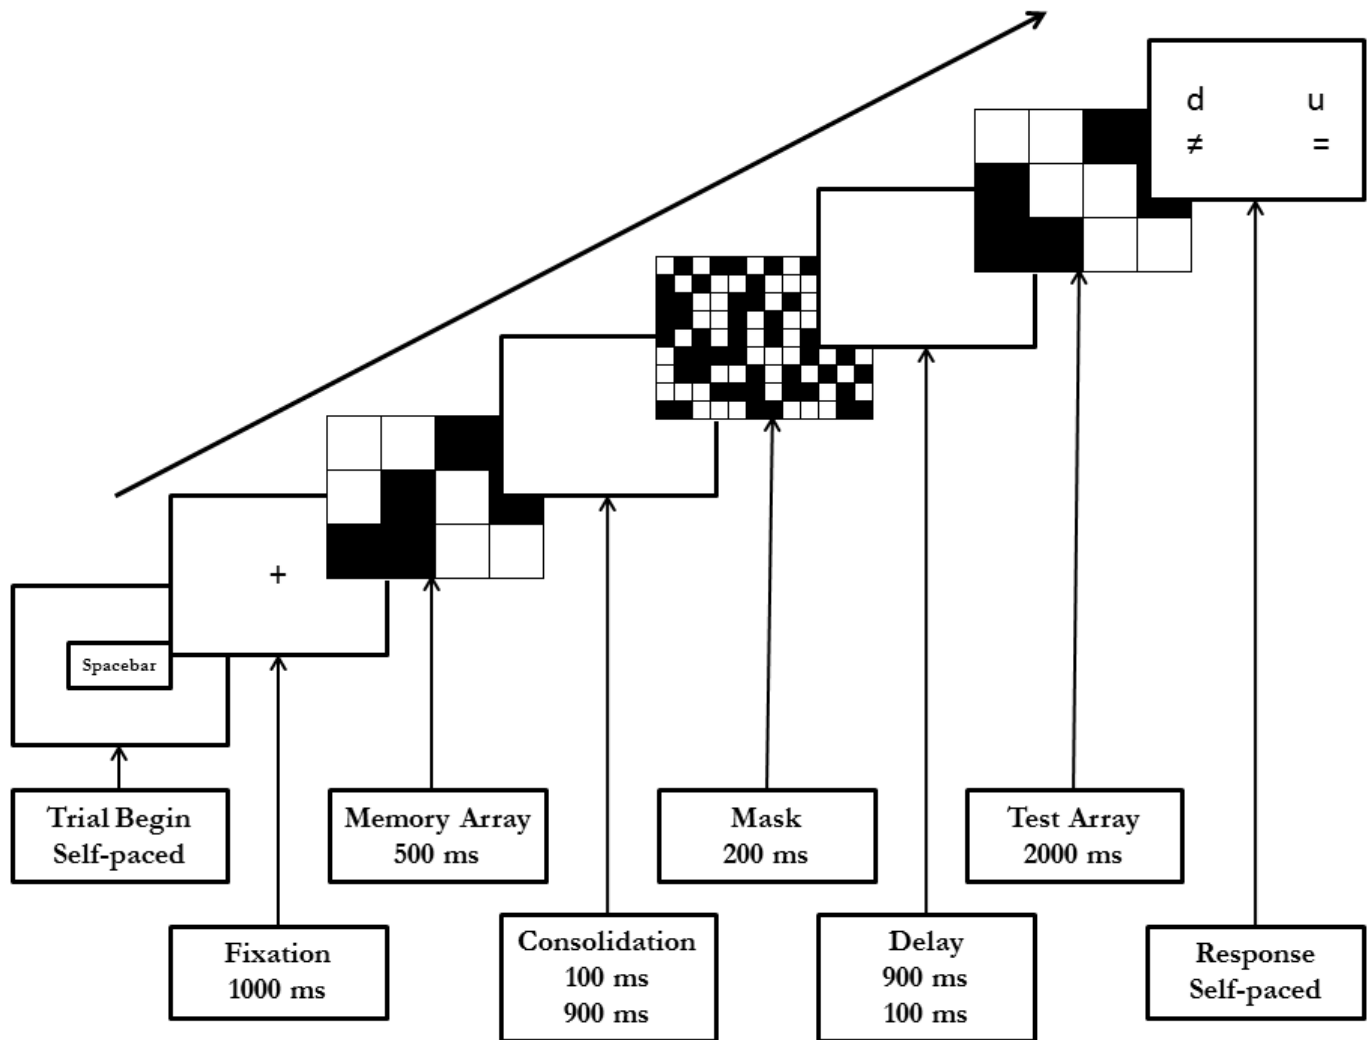 d u
≠ =
+
Spacebar
Trial Begin
Self-paced
Memory Array
500 ms
Mask
200 ms
Test Array
2000 ms
Fixation
1000 ms
Consolidation
100 ms
900 ms
Delay
900 ms
100 ms
Response
Self-paced